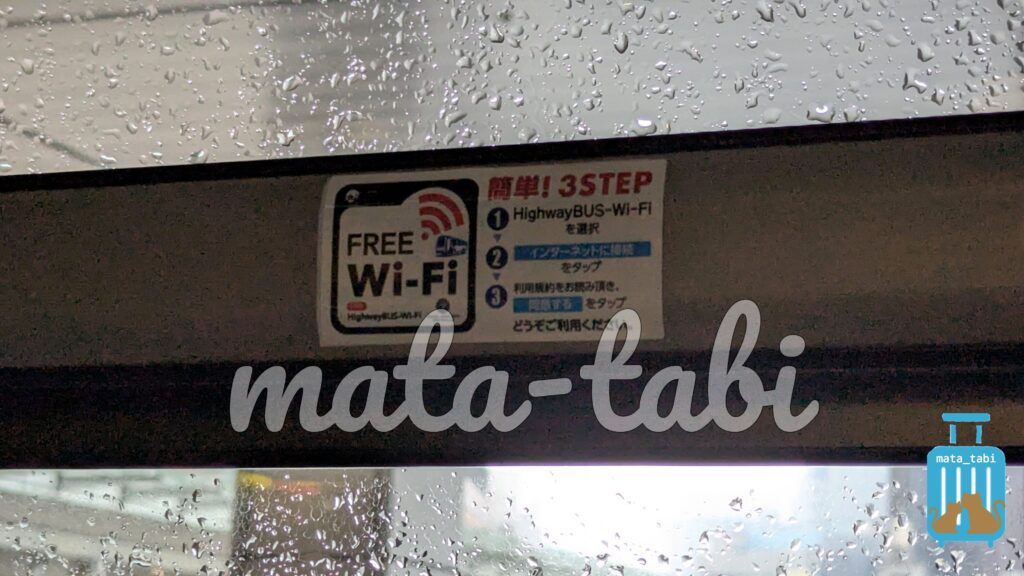 FREE
Wi-Fi
HighwayBUS-Wi-Fi
簡単! 3STEP
1 HighwayBUS-Wi-Fi
を選択
2 インターネットに接続
をタップ
3 利用規約をお読み頂き、
同意する をタップ
どうぞご利用ください。
mata-tabi
mata_tabi